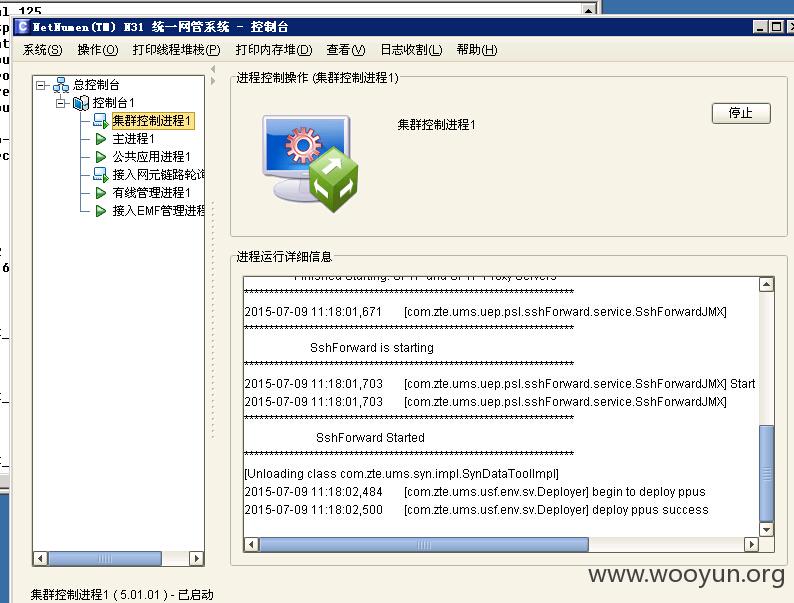 NetNumen(TM) N31 统一网管系统 - 控制台
系统(S) 操作(O) 打印线程堆栈(P) 打印内存堆(D) 查看(V) 日志收割(L) 帮助(H)
总控制台
控制台1
集群控制进程1
主进程1
公共应用进程1
接入网元链路轮询
有线管理进程1
接入EMF管理进程
进程控制操作 (集群控制进程1)
集群控制进程1
停止
进程运行详细信息
Finished Starting: SFTP and SFTP Proxy Servers
******************************************************************
2015-07-09 11:18:01,671 [com.zte.ums.uep.psl.sshForward.service.SshForwardJMX]
******************************************************************
SshForward is starting
******************************************************************
2015-07-09 11:18:01,703 [com.zte.ums.uep.psl.sshForward.service.SshForwardJMX] Start
2015-07-09 11:18:01,703 [com.zte.ums.uep.psl.sshForward.service.SshForwardJMX]
******************************************************************
SshForward Started
******************************************************************
[Unloading class com.zte.ums.syn.impl.SynDataToolImpl]
2015-07-09 11:18:02,484 [com.zte.ums.usf.env.sv.Deployer] begin to deploy ppus
2015-07-09 11:18:02,500 [com.zte.ums.usf.env.sv.Deployer] deploy ppus success
集群控制进程1 ( 5.01.01 ) - 已启动
www.wooyun.org